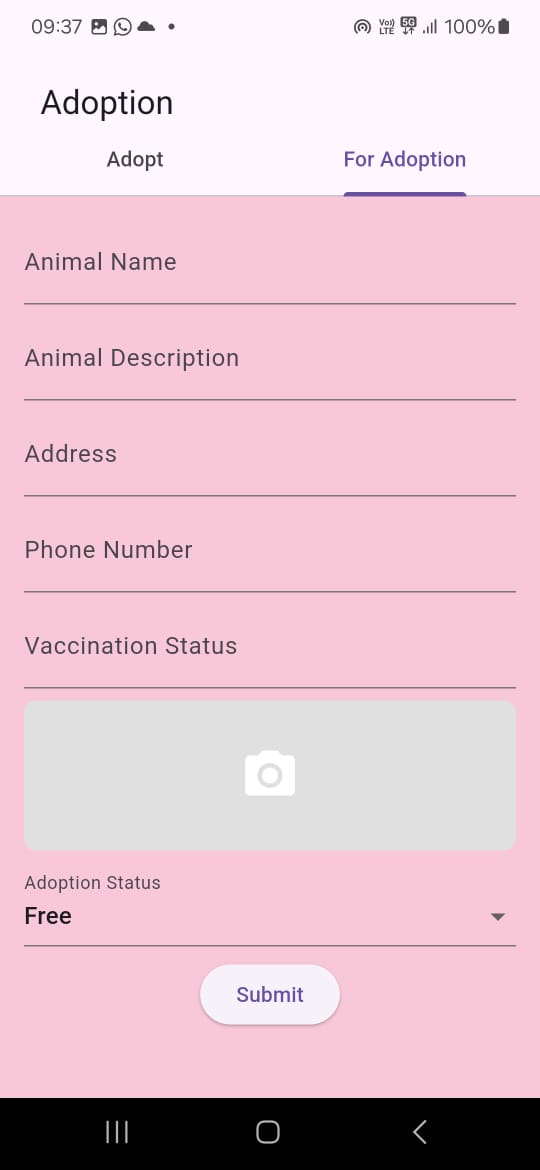 09:37 Vo)) LTE 5G 100%
Adoption
Adopt For Adoption
Animal Name
Animal Description
Address
Phone Number
Vaccination Status
Adoption Status
Free
Submit